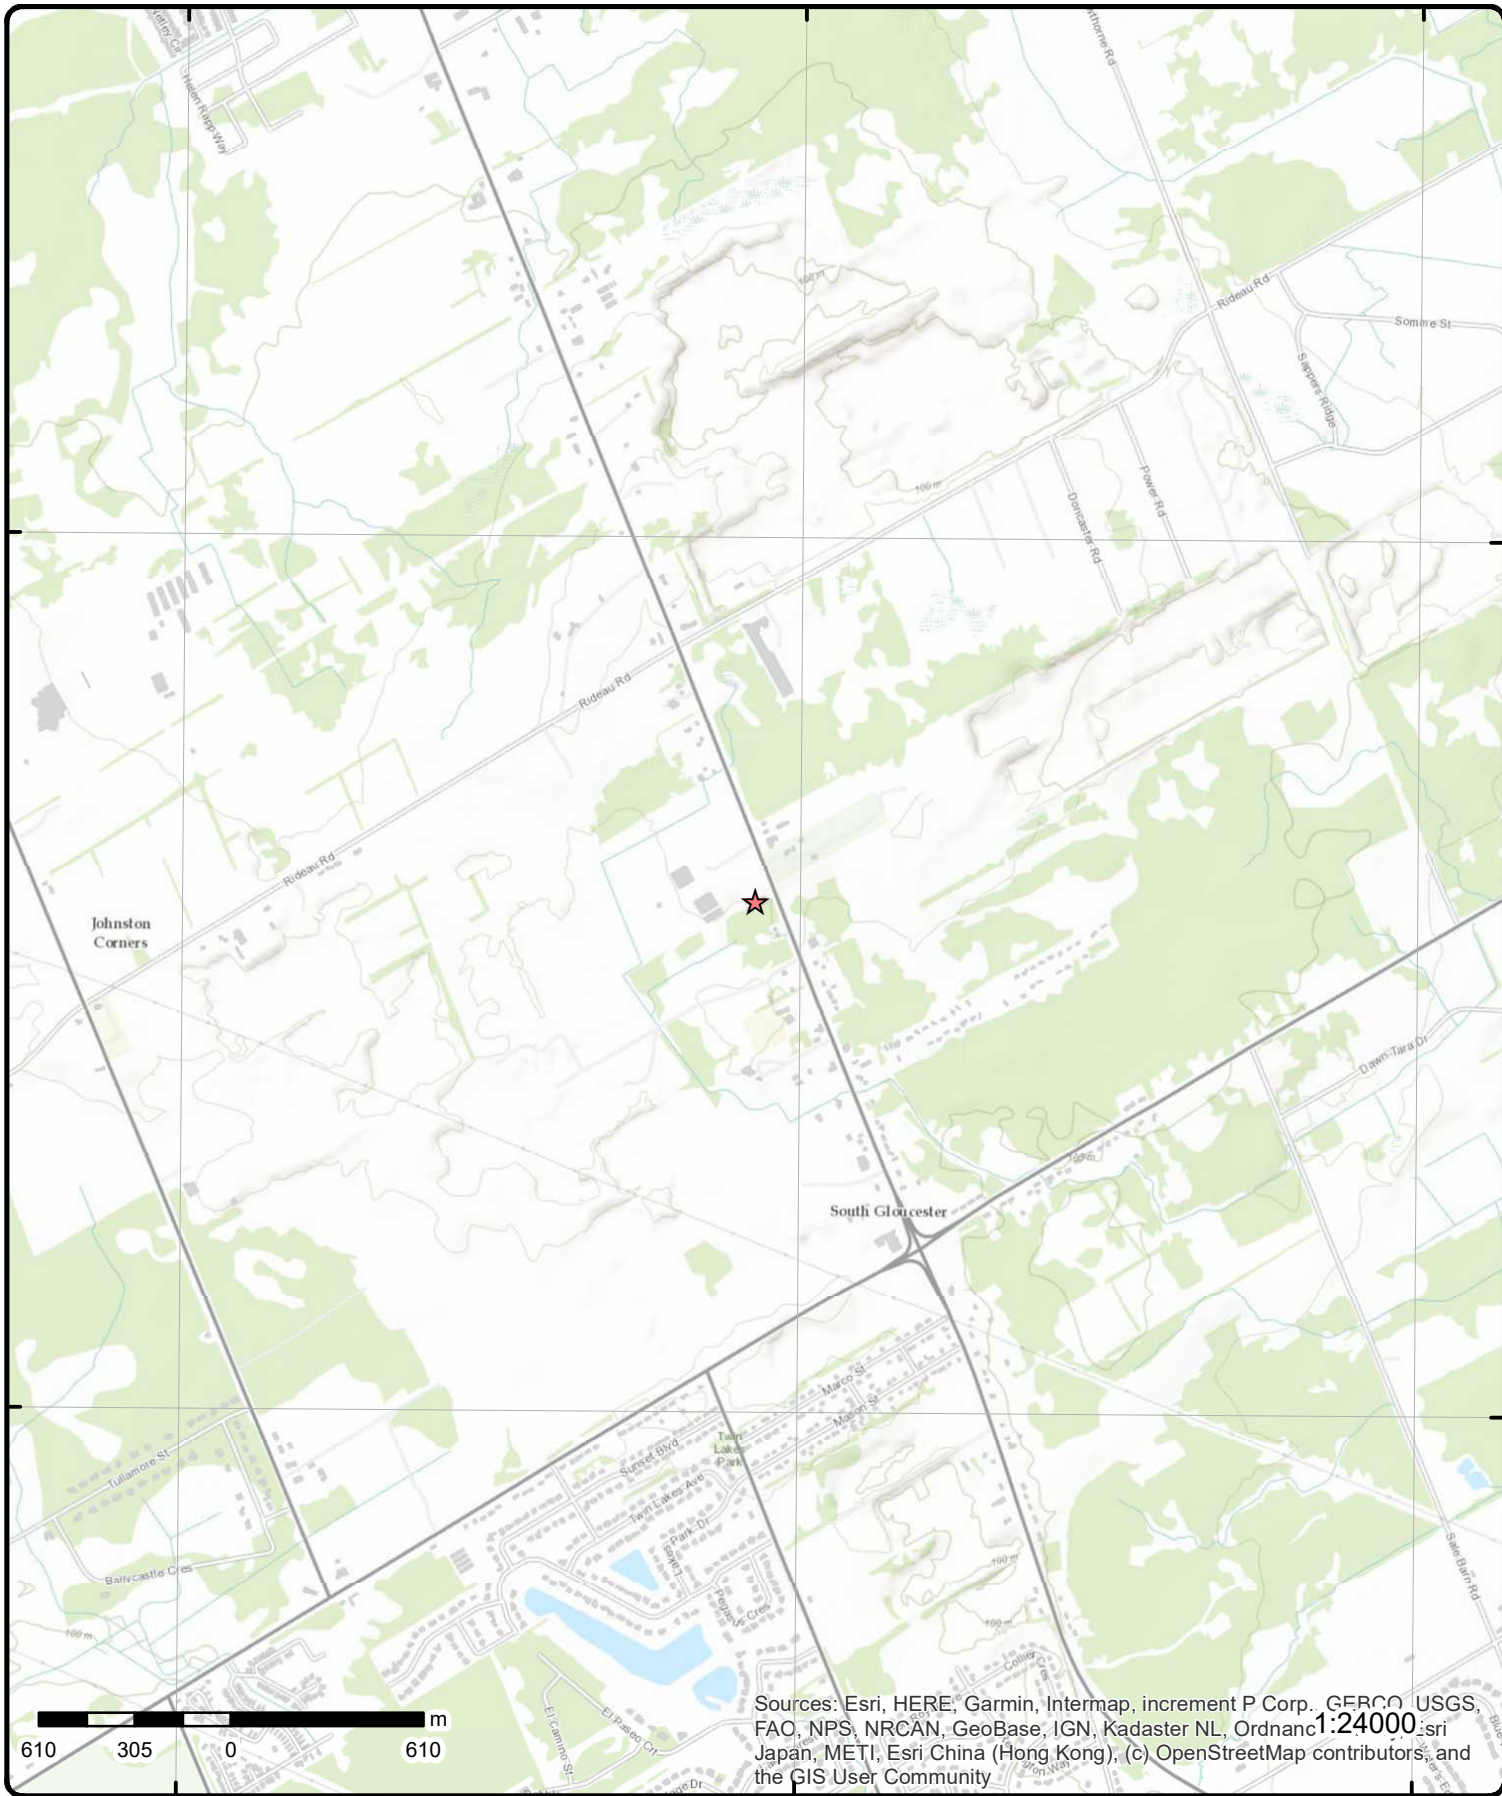 Helen Rapp Way
100 m
Rideau Rd
Somme St
Sappers Ridge
100 m
Power Rd
Doncaster Rd
Rideau Rd
Rideau Rd
Johnston
Corners
Dawn Tara Dr
100 m
South Gloucester
Marco St
Mason St
Twin
Lakes
Park
Sunset Blvd
Tullamore St
Twin Lakes Ave
Lakes
Park Dr
100 m
Sale Barn Rd
Ballycastle Cres
Pegasus Cres
100 m
100 m
Collier Cres
El Camino St
El Paseo Crt
m
610 305 0 610
Sources: Esri, HERE, Garmin, Intermap, increment P Corp., GEBCO, USGS,
FAO, NPS, NRCAN, GeoBase, IGN, Kadaster NL, Ordnanc
1:24000
Esri
Japan, METI, Esri China (Hong Kong), (c) OpenStreetMap contributors, and
the GIS User Community